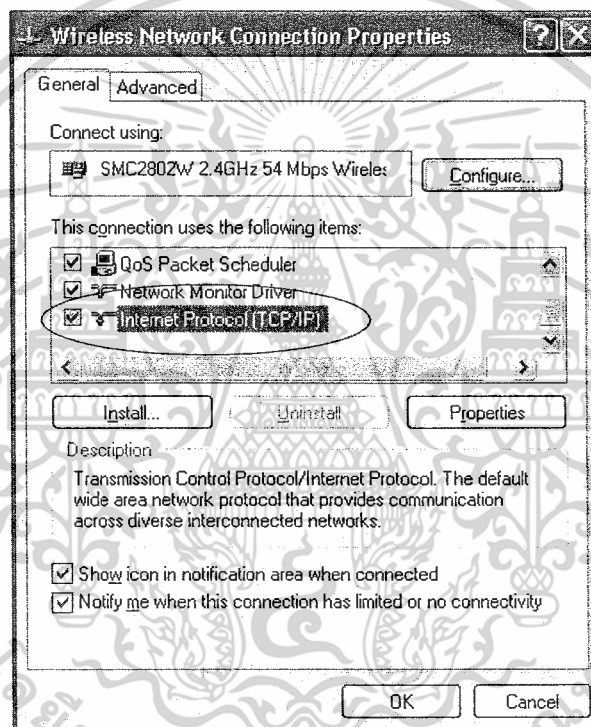 Wireless Network Connection Properties
General Advanced
Connect using:
SMC2802W 2.4GHz 54 Mbps Wireles
Configure...
This connection uses the following items:
QoS Packet Scheduler
Network Monitor Driver
Internet Protocol (TCP/IP)
Install... Uninstall Properties
Description
Transmission Control Protocol/Internet Protocol. The default
wide area network protocol that provides communication
across diverse interconnected networks.
Show icon in notification area when connected
Notify me when this connection has limited or no connectivity
OK Cancel